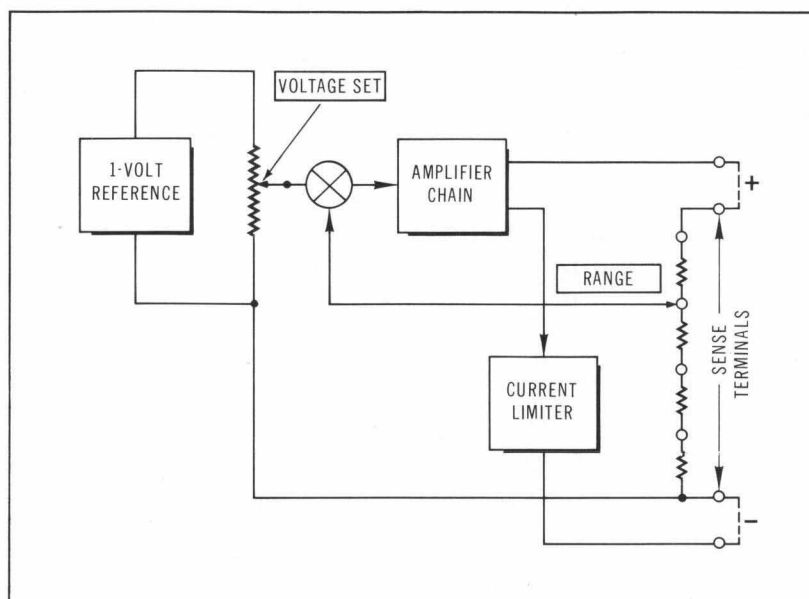 VOLTAGE SET
1-VOLT
REFERENCE
AMPLIFIER
CHAIN
+
RANGE
SENSE
TERMINALS
CURRENT
LIMITER
−